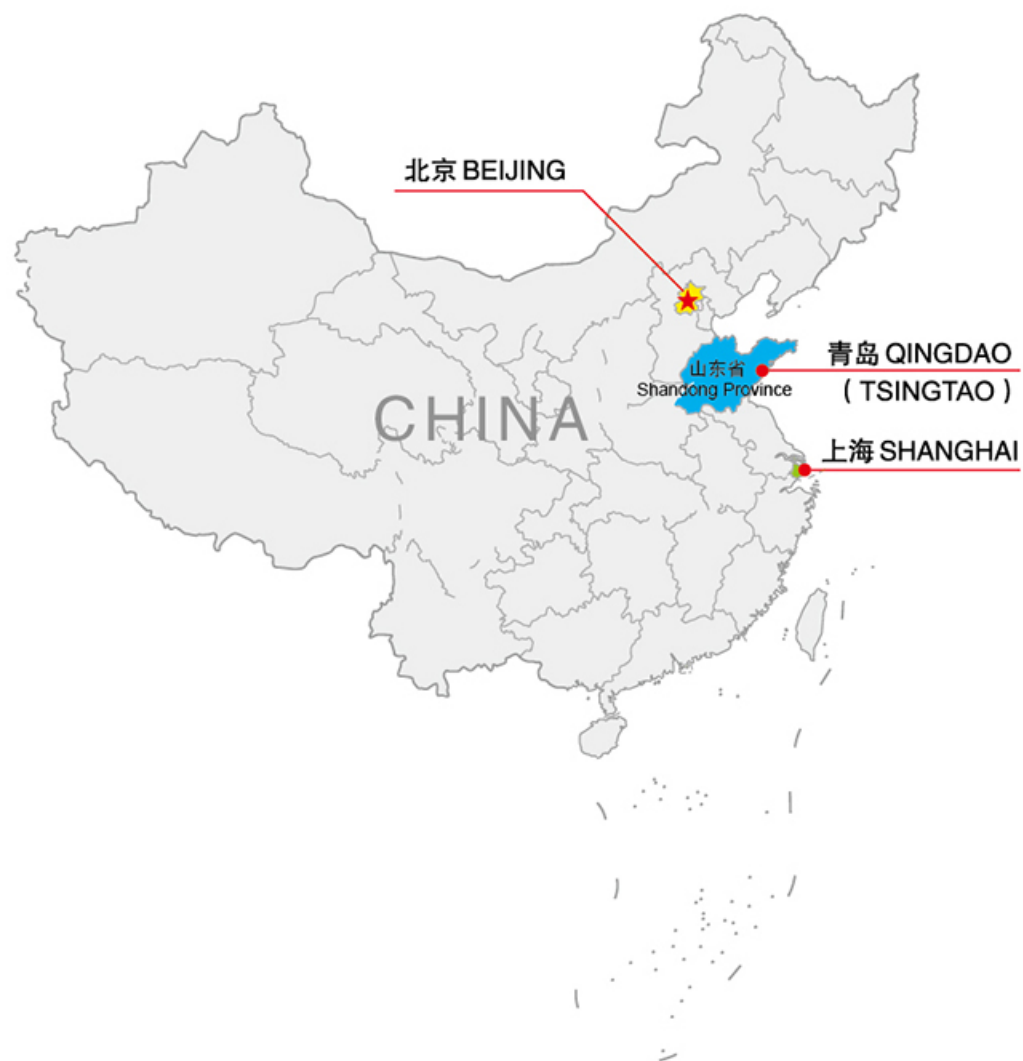 北京 BEIJING
青岛 QINGDAO
( TSINGTAO )
山东省
Shandong Province
CHINA
上海 SHANGHAI